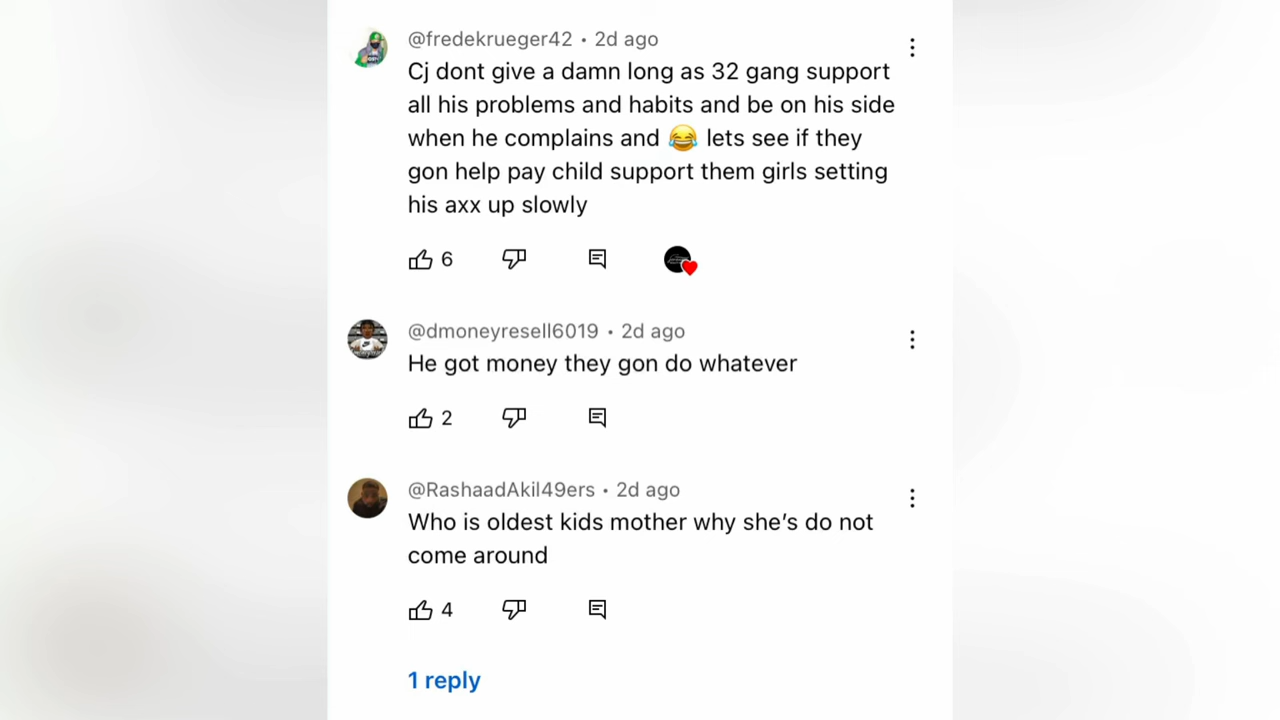 @fredekrueger42 • 2d ago
Cj dont give a damn long as 32 gang support
all his problems and habits and be on his side
when he complains and 😂 lets see if they
gon help pay child support them girls setting
his axx up slowly
6
@dmoneyresell6019 • 2d ago
He got money they gon do whatever
2
@RashaadAkil49ers • 2d ago
Who is oldest kids mother why she's do not
come around
4
1 reply